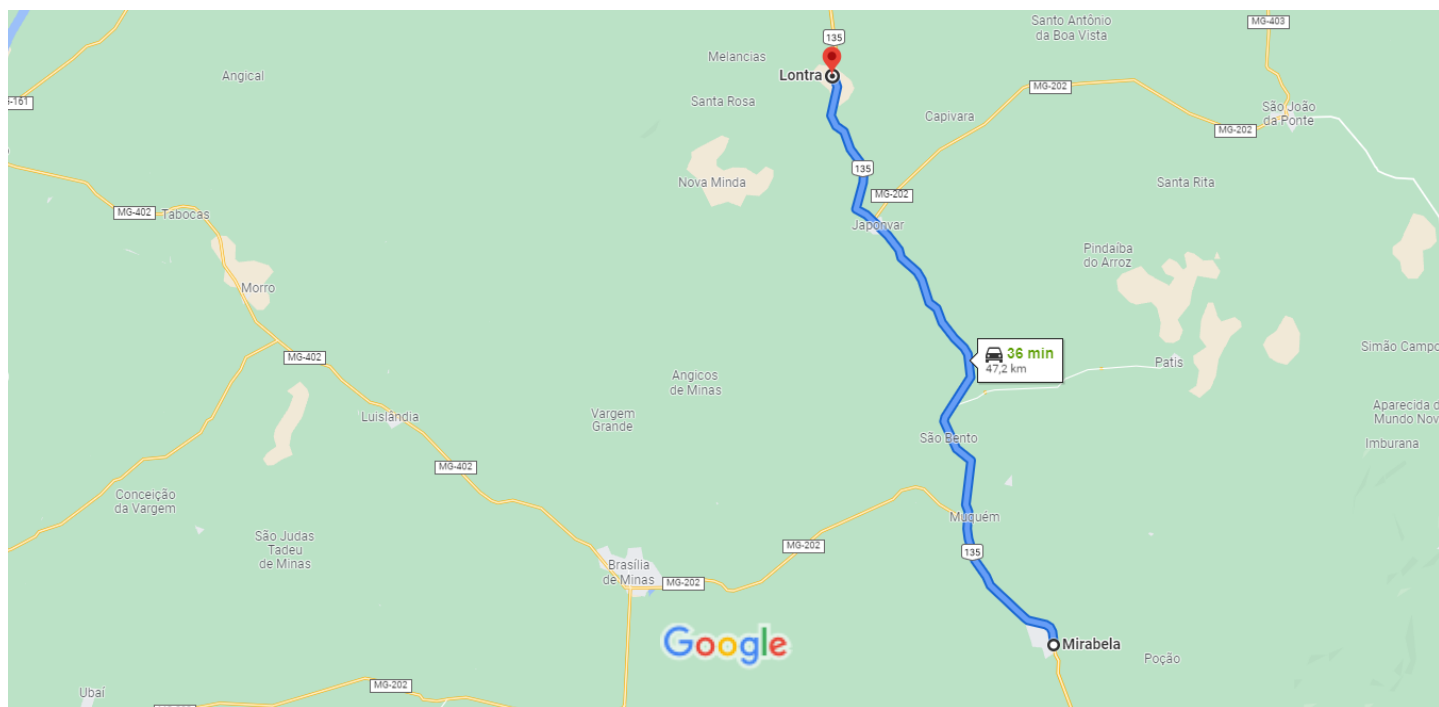 135
MG-403
Santo Antônio
da Boa Vista
Melancias
Lontra
Angical
Santa Rosa
MG-202
São João
da Ponte
Capivara
MG-202
135
Nova Minda
MG-202
Santa Rita
MG-402
Tabocas
Japonvar
Pindaiba
do Arroz
Morro
36 min
47,2 km
MG-402
Patis
Simão Campo
Angicos
de Minas
Vargem
Grande
Luislândia
Aparecida d
Mundo Nov
São Bento
Imburana
MG-402
Conceição
da Vargem
Muquém
São Judas
Tadeu
de Minas
MG-202
135
Brasília
de Minas
MG-202
Google
Mirabela
Poção
MG-202
Ubaí